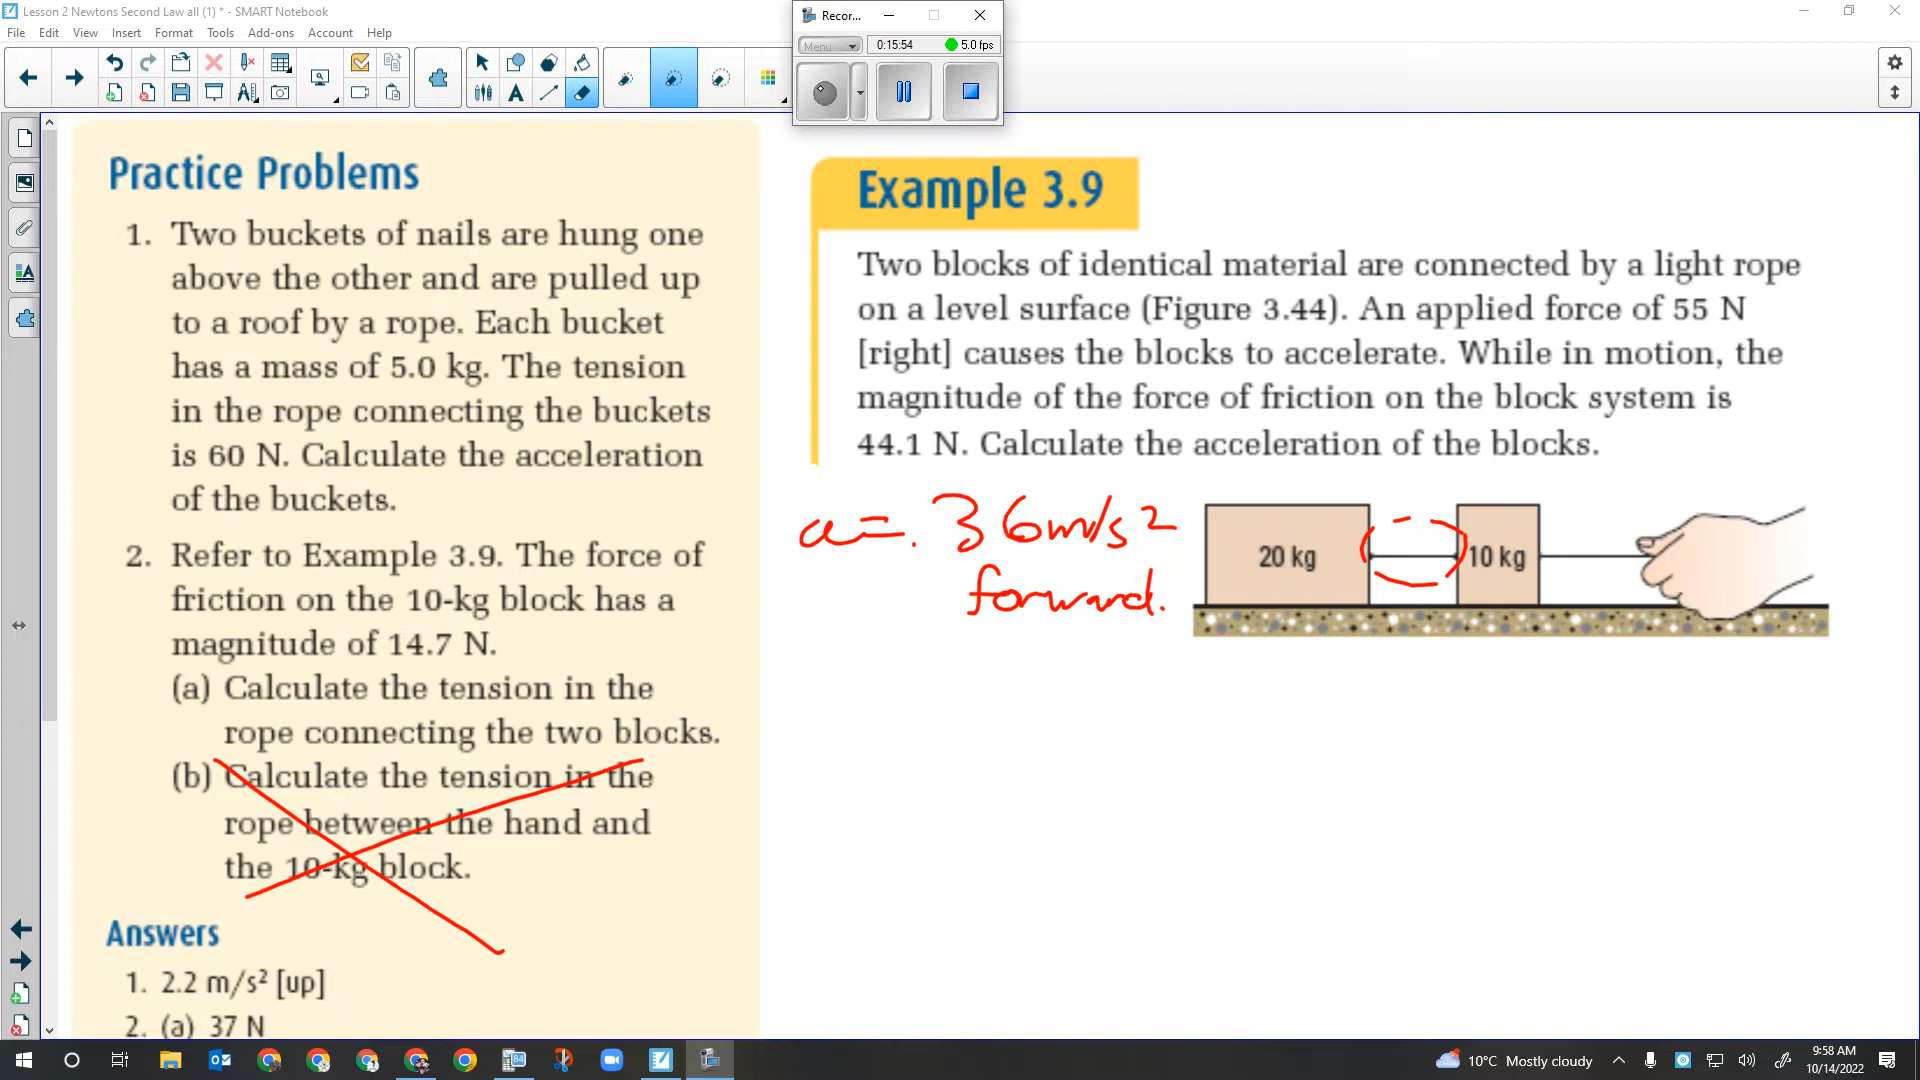 Lesson 2 Newtons Second Law all (1) * - SMART Notebook
File Edit View Insert Format Tools Add-ons Account Help
Recor...
Menu
0:15:54
5.0 fps
Practice Problems
1. Two buckets of nails are hung one
above the other and are pulled up
to a roof by a rope. Each bucket
has a mass of 5.0 kg. The tension
in the rope connecting the buckets
is 60 N. Calculate the acceleration
of the buckets.
2. Refer to Example 3.9. The force of
friction on the 10-kg block has a
magnitude of 14.7 N.
(a) Calculate the tension in the
rope connecting the two blocks.
(b) Calculate the tension in the
rope between the hand and
the 10-kg block.
Answers
1. 2.2 m/s² [up]
2. (a) 37 N
Example 3.9
Two blocks of identical material are connected by a light rope
on a level surface (Figure 3.44). An applied force of 55 N
[right] causes the blocks to accelerate. While in motion, the
magnitude of the force of friction on the block system is
44.1 N. Calculate the acceleration of the blocks.
a=.36m/s²
forward.
20 kg
10 kg
10°C Mostly cloudy
9:58 AM
10/14/2022